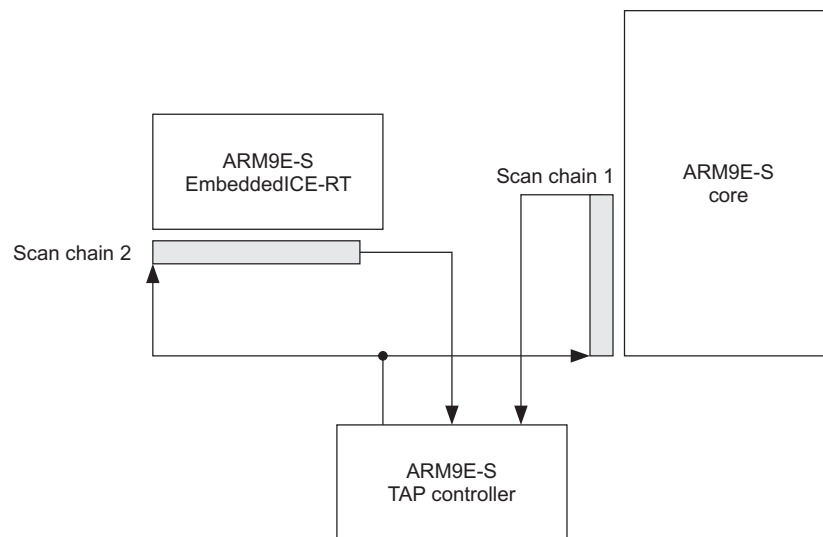 ARM9E-S
EmbeddedICE-RT
Scan chain 1
ARM9E-S
core
Scan chain 2
ARM9E-S
TAP controller